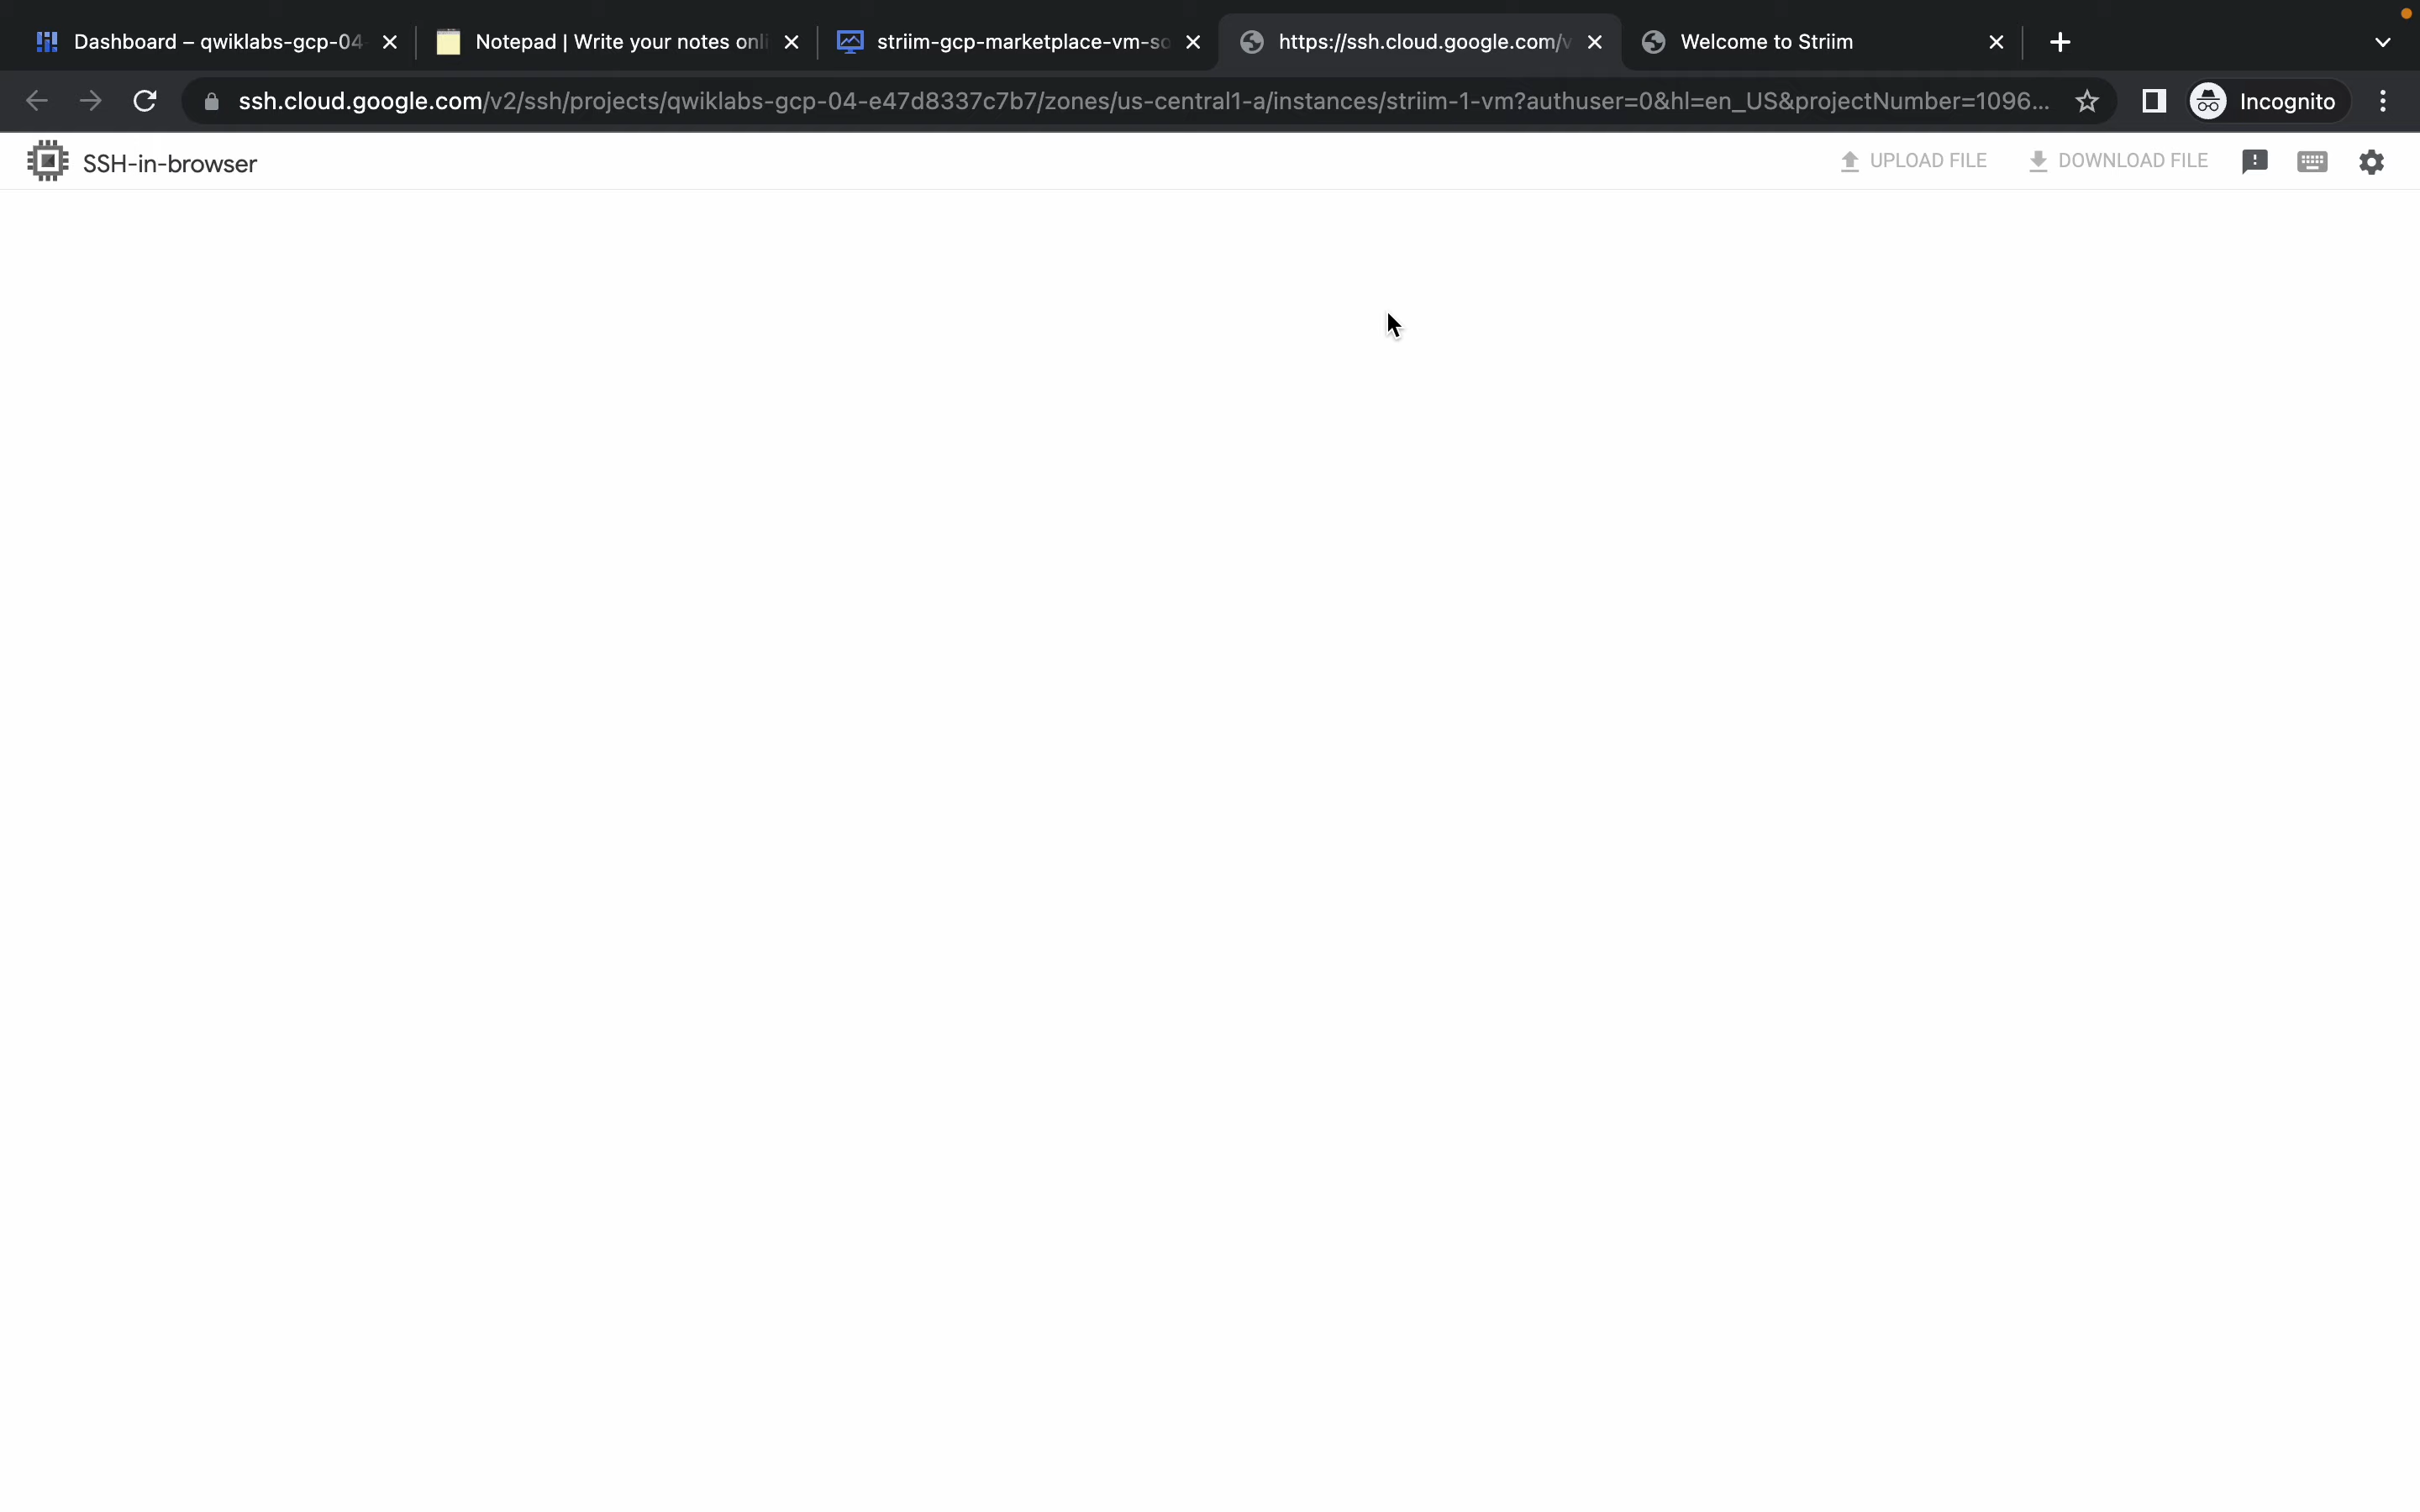 Dashboard – qwiklabs-gcp-04
Notepad | Write your notes onli
striim-gcp-marketplace-vm-so
https://ssh.cloud.google.com/v
Welcome to Striim
ssh.cloud.google.com/v2/ssh/projects/qwiklabs-gcp-04-e47d8337c7b7/zones/us-central1-a/instances/striim-1-vm?authuser=0&hl=en_US&projectNumber=1096...
Incognito
SSH-in-browser
UPLOAD FILE
DOWNLOAD FILE